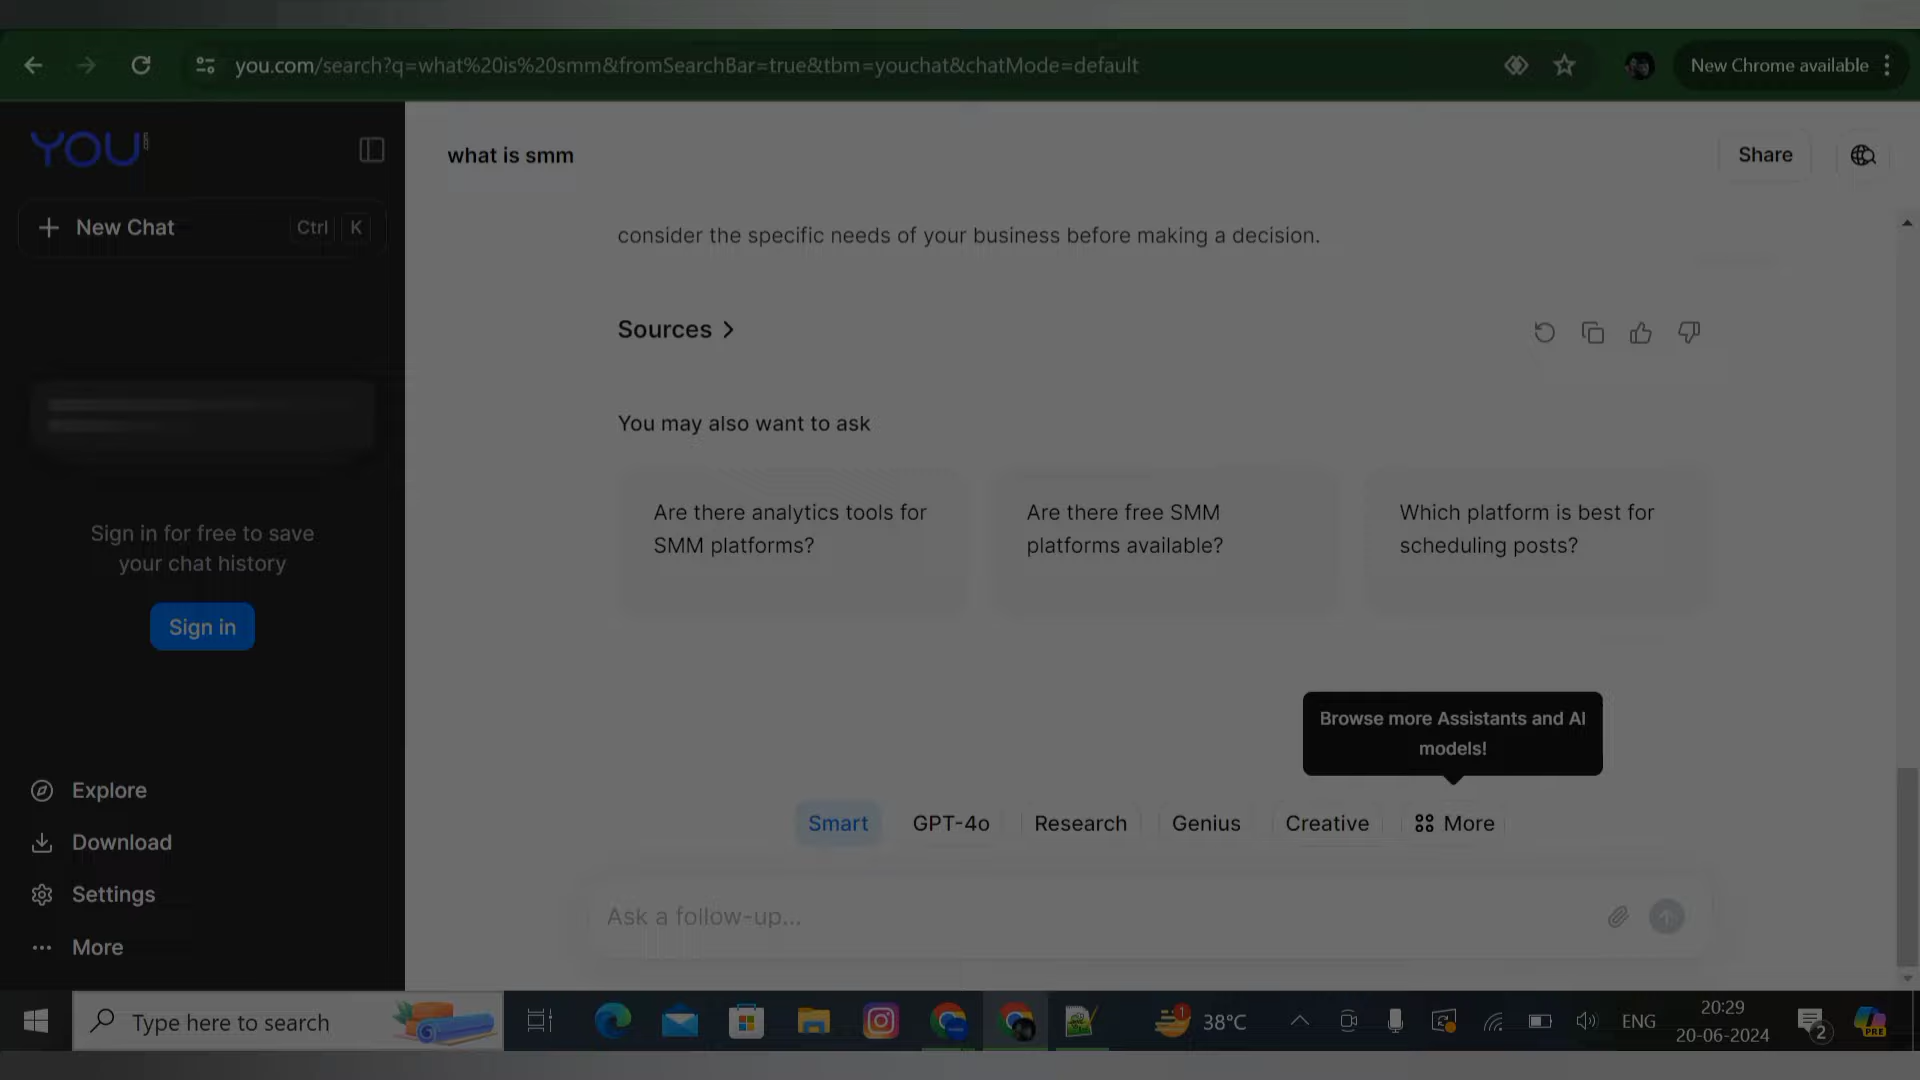 you.com/search?q=what%20is%20smm&fromSearchBar=true&tbm=youchat&chatMode=default
New Chrome available
YOU
New Chat
Ctrl K
Sign in for free to save
your chat history
Sign in
Explore
Download
Settings
More
what is smm
Share
consider the specific needs of your business before making a decision.
Sources
You may also want to ask
Are there analytics tools for
SMM platforms?
Are there free SMM
platforms available?
Which platform is best for
scheduling posts?
Browse more Assistants and AI
models!
Smart
GPT-4o
Research
Genius
Creative
More
Ask a follow-up...
Type here to search
1
38°C
ENG
20:29
20-06-2024
2
PRE